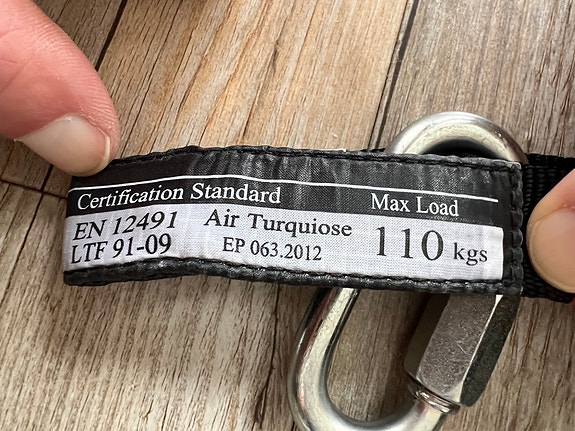 Certification Standard Max Load
EN 12491 Air Turquiose 110 kgs
LTF 91-09 EP 063.2012